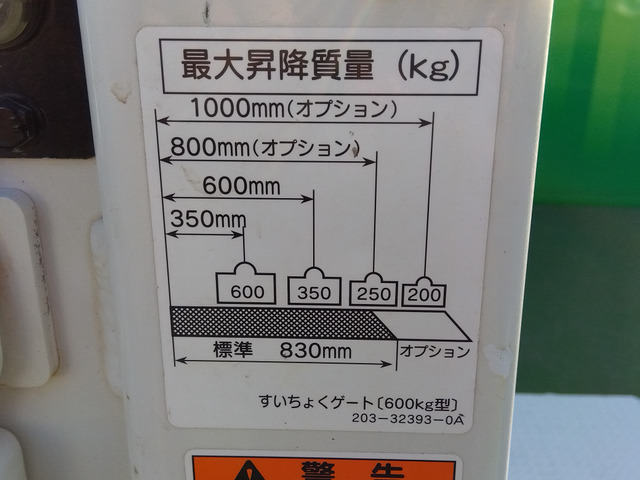 最大昇降質量 (kg)
1000mm(オプション)
800mm(オプション)
600mm
350mm
600 350 250 200
標準 830mm オプション
すいちょくゲート〔600kg型〕
203-32393-0A
警告